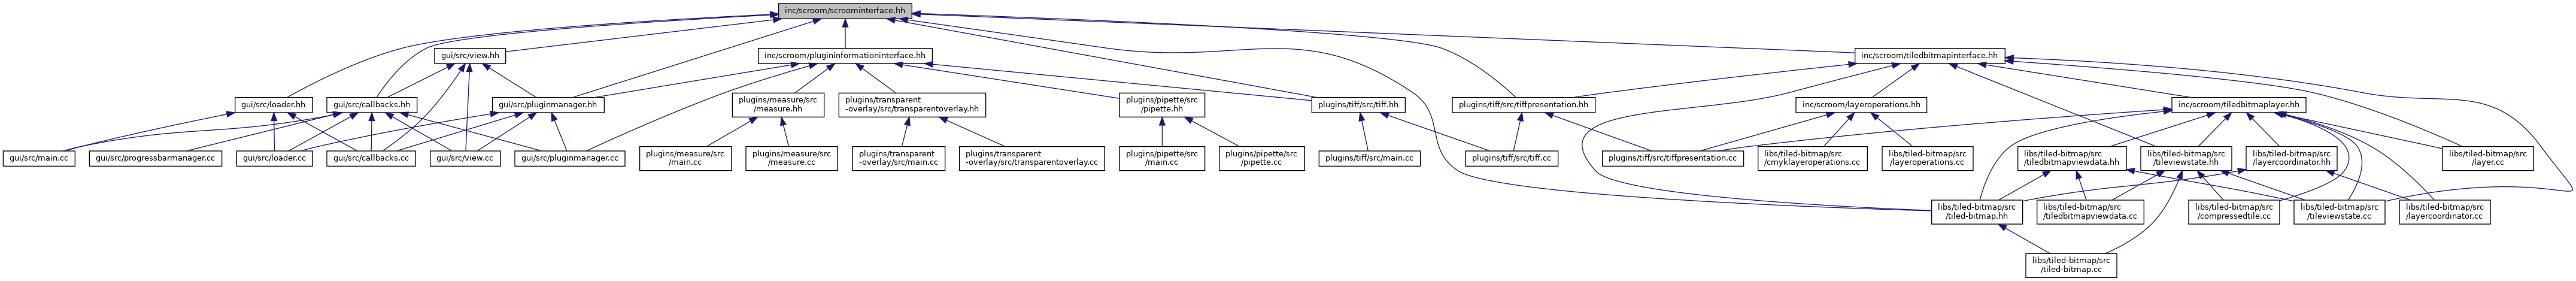 inc/scroom/scroominterface.hh
gui/src/view.hh
inc/scroom/plugininformationinterface.hh
inc/scroom/tiledbitmapinterface.hh
gui/src/loader.hh
gui/src/callbacks.hh
gui/src/pluginmanager.hh
plugins/measure/src
/measure.hh
plugins/transparent
-overlay/src/transparentoverlay.hh
plugins/pipette/src
/pipette.hh
plugins/tiff/src/tiff.hh
plugins/tiff/src/tiffpresentation.hh
inc/scroom/layeroperations.hh
inc/scroom/tiledbitmaplayer.hh
gui/src/main.cc
gui/src/progressbarmanager.cc
gui/src/loader.cc
gui/src/callbacks.cc
gui/src/view.cc
gui/src/pluginmanager.cc
plugins/measure/src
/main.cc
plugins/measure/src
/measure.cc
plugins/transparent
-overlay/src/main.cc
plugins/transparent
-overlay/src/transparentoverlay.cc
plugins/pipette/src
/main.cc
plugins/pipette/src
/pipette.cc
plugins/tiff/src/main.cc
plugins/tiff/src/tiff.cc
plugins/tiff/src/tiffpresentation.cc
libs/tiled-bitmap/src
/cmyklayeroperations.cc
libs/tiled-bitmap/src
/layeroperations.cc
libs/tiled-bitmap/src
/tiledbitmapviewdata.hh
libs/tiled-bitmap/src
/tileviewstate.hh
libs/tiled-bitmap/src
/layercoordinator.hh
libs/tiled-bitmap/src
/layer.cc
libs/tiled-bitmap/src
/tiled-bitmap.hh
libs/tiled-bitmap/src
/tiledbitmapviewdata.cc
libs/tiled-bitmap/src
/compressedtile.cc
libs/tiled-bitmap/src
/tileviewstate.cc
libs/tiled-bitmap/src
/layercoordinator.cc
libs/tiled-bitmap/src
/tiled-bitmap.cc